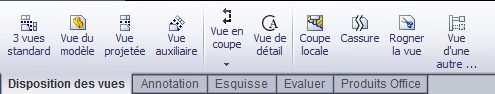 3 vues standard
Vue du modèle
Vue projetée
Vue auxiliaire
Vue en coupe
Vue de détail
Coupe locale
Cassure
Rogner la vue
Vue d'une autre ...
Disposition des vues
Annotation
Esquisse
Evaluer
Produits Office